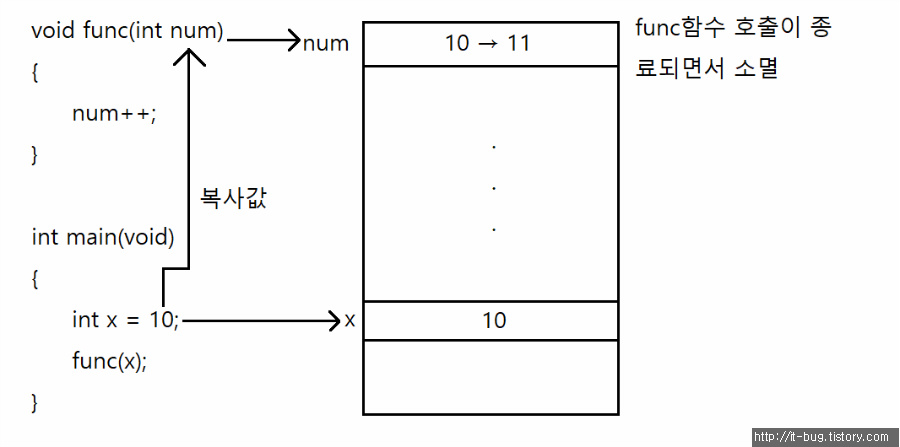 void func(int num)
{
num++;
}
복사값
int main(void)
{
int x = 10;
func(x);
}
num
10 → 11
.
.
.
x
10
func함수 호출이 종
료되면서 소멸
http://it-bug.tistory.com